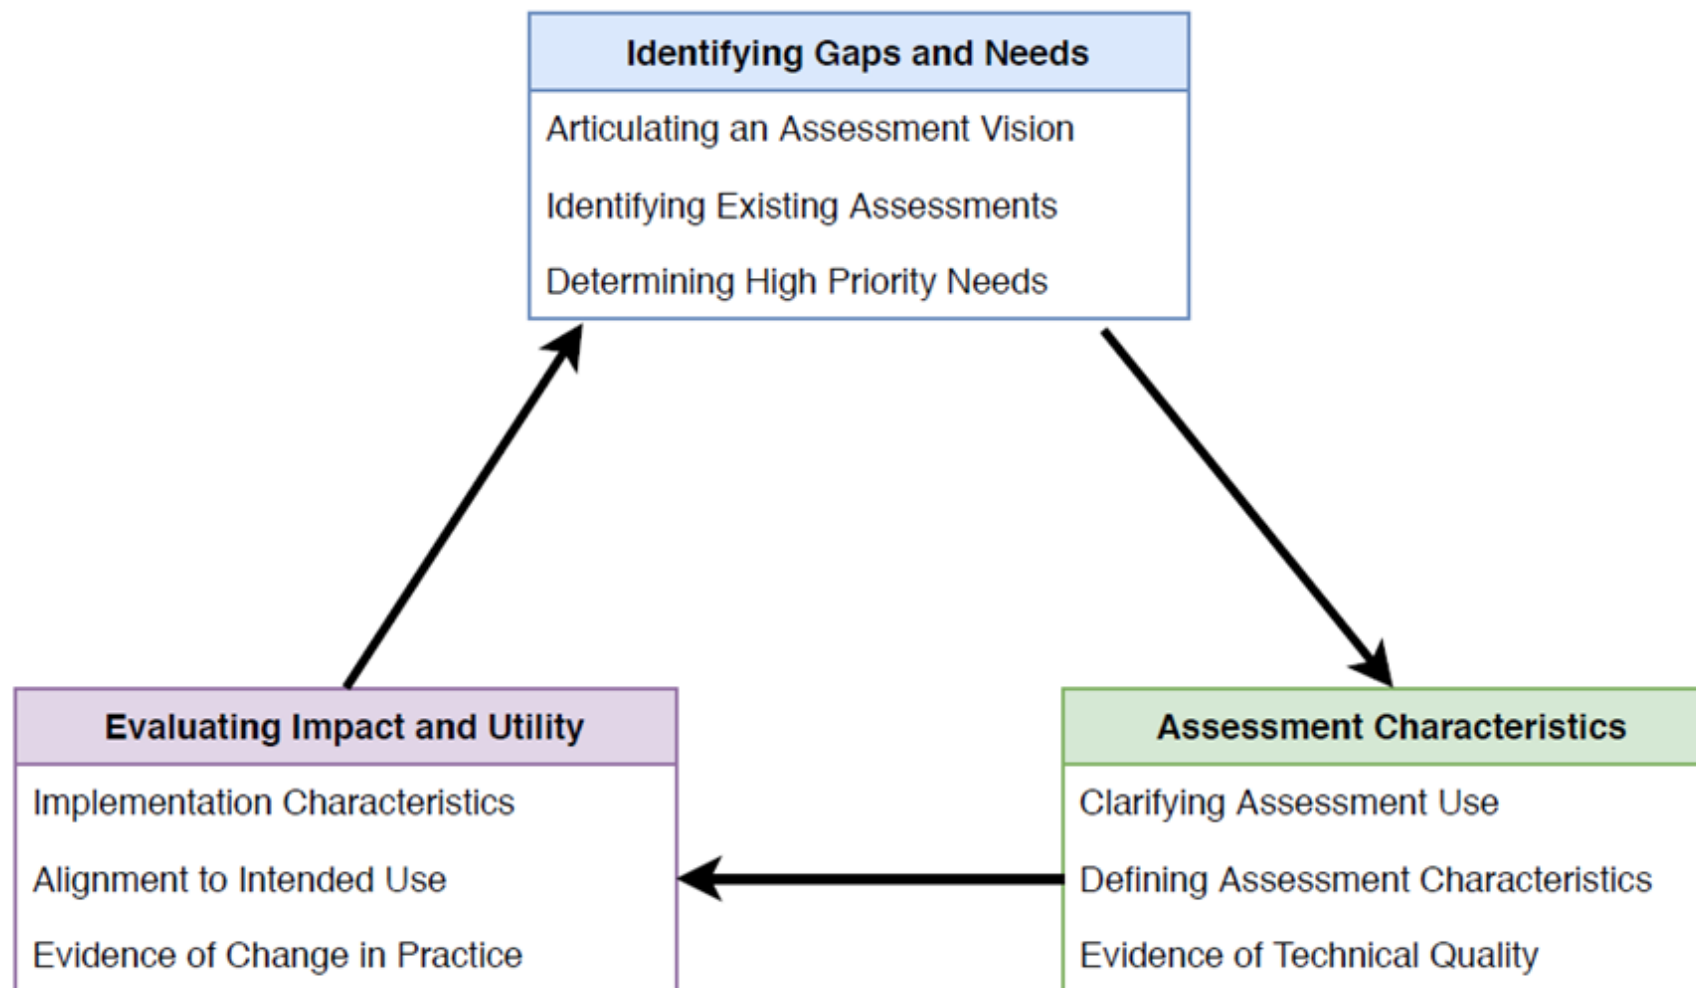 Identifying Gaps and Needs
Articulating an Assessment Vision
Identifying Existing Assessments
Determining High Priority Needs
Evaluating Impact and Utility
Implementation Characteristics
Alignment to Intended Use
Evidence of Change in Practice
Assessment Characteristics
Clarifying Assessment Use
Defining Assessment Characteristics
Evidence of Technical Quality